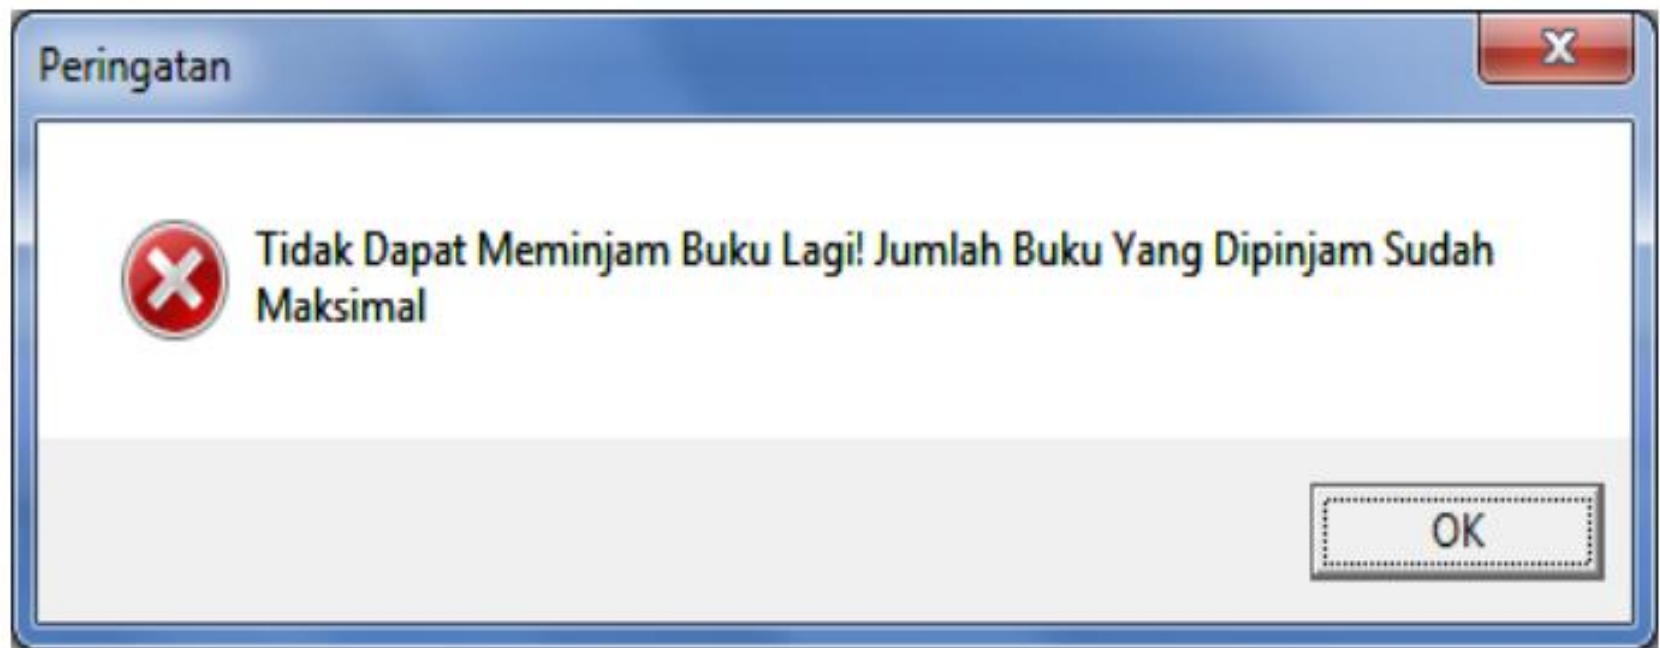 Peringatan
Tidak Dapat Meminjam Buku Lagi! Jumlah Buku Yang Dipinjam Sudah
Maksimal
OK